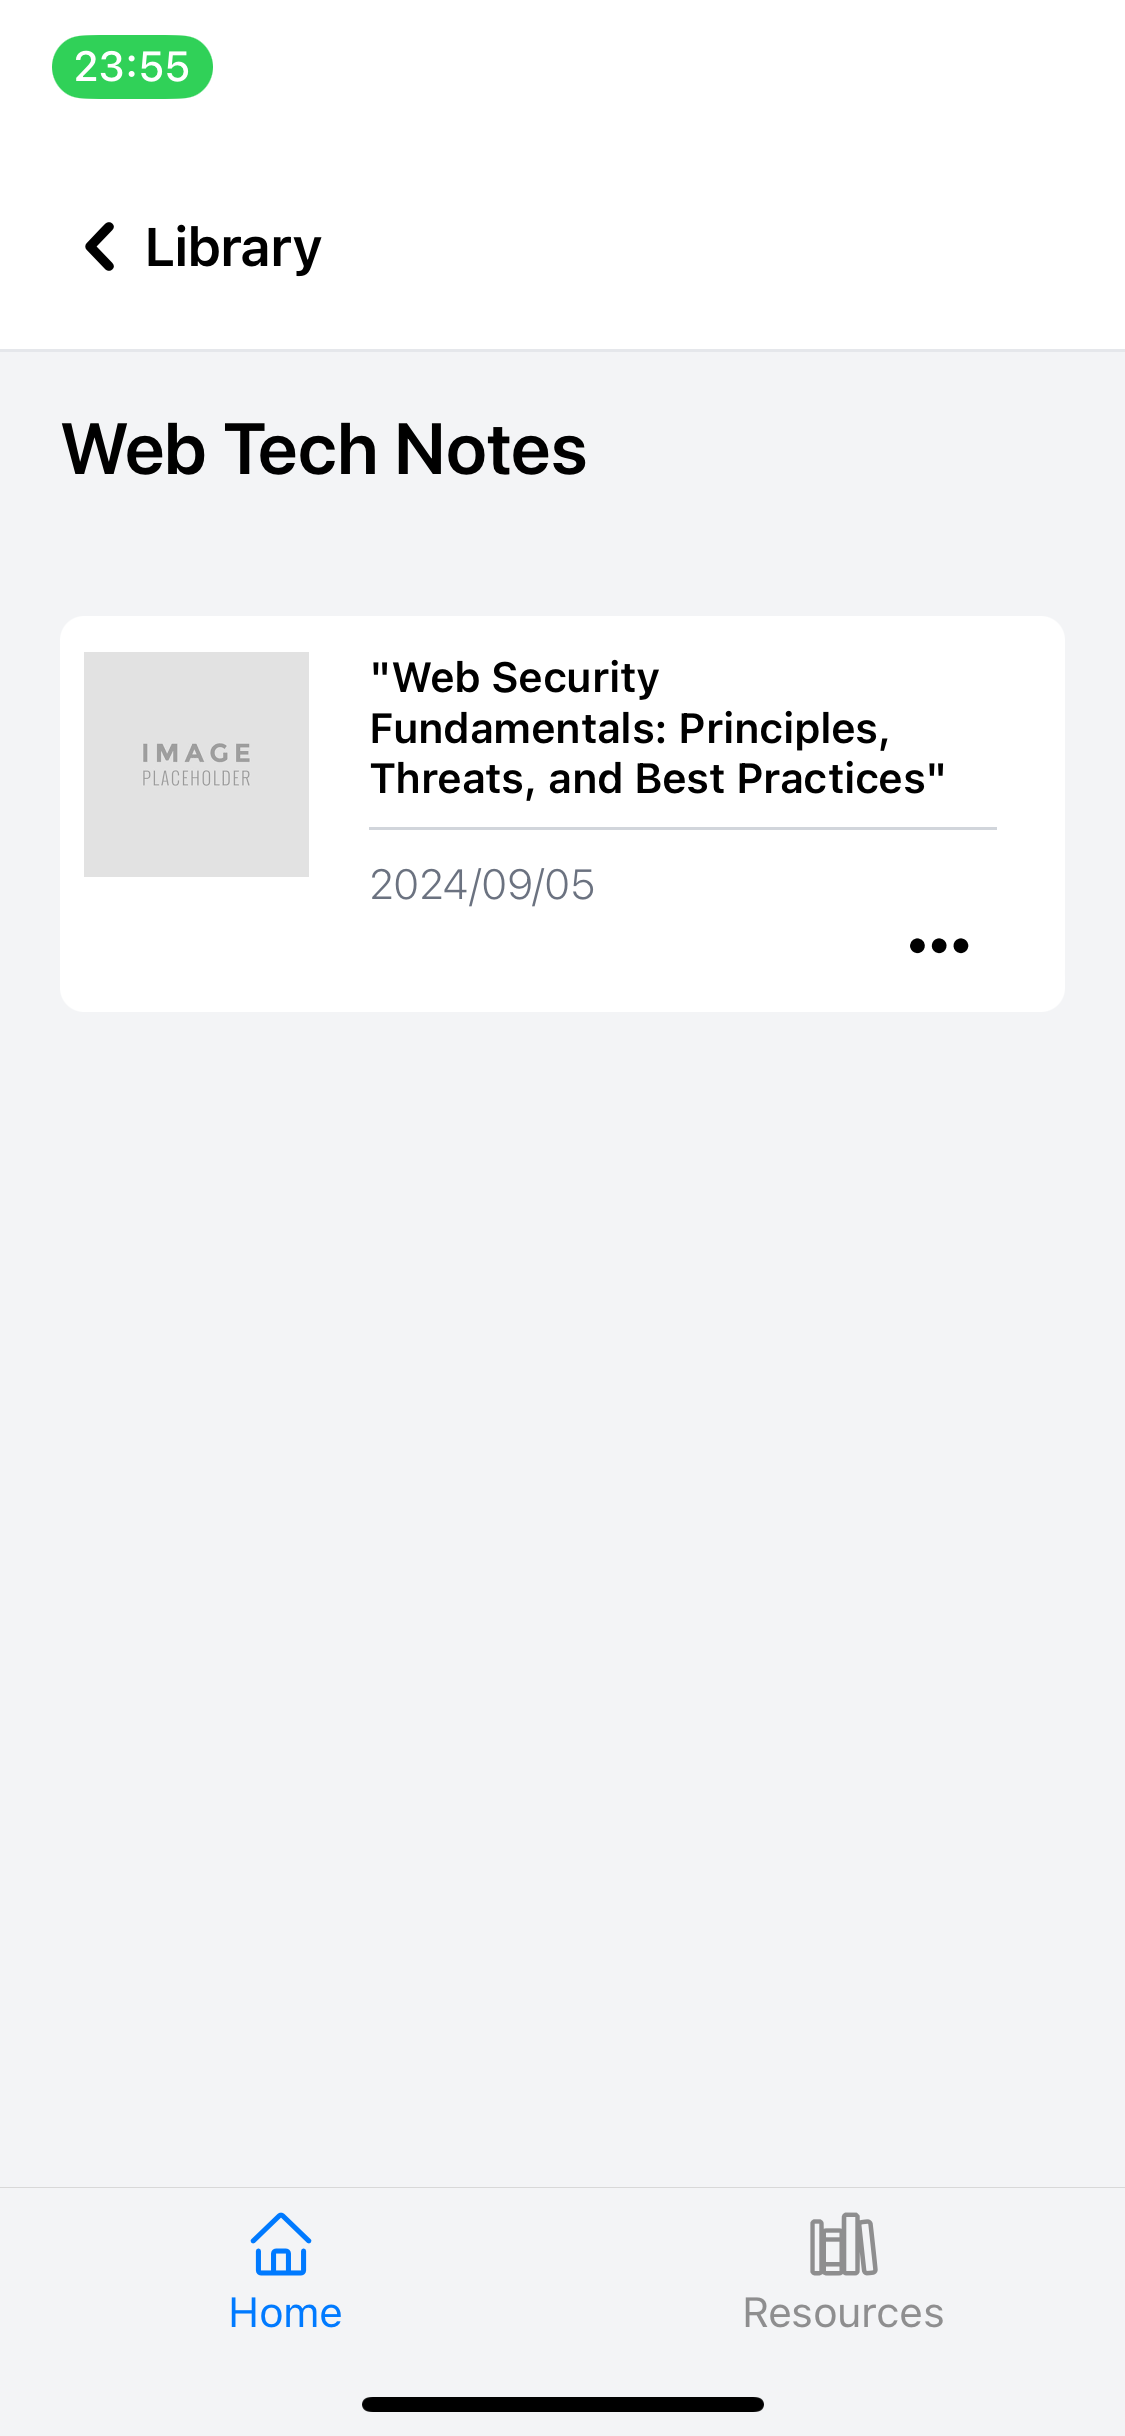 23:55
Library
Web Tech Notes
IMAGE
PLACEHOLDER
"Web Security
Fundamentals: Principles,
Threats, and Best Practices"
2024/09/05
Home
Resources